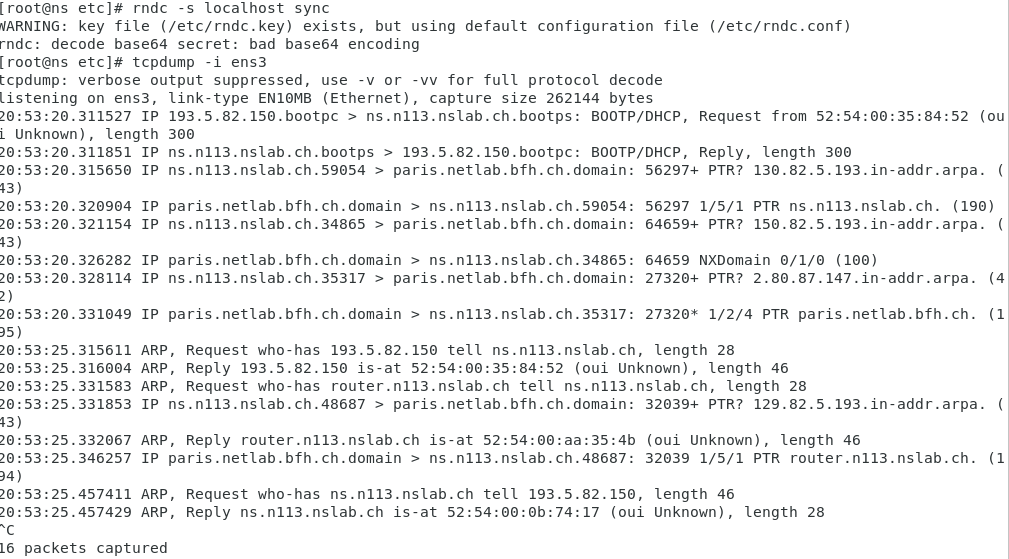 [root@ns etc]# rndc -s localhost sync
WARNING: key file (/etc/rndc.key) exists, but using default configuration file (/etc/rndc.conf)
rndc: decode base64 secret: bad base64 encoding
[root@ns etc]# tcpdump -i ens3
tcpdump: verbose output suppressed, use -v or -vv for full protocol decode
listening on ens3, link-type EN10MB (Ethernet), capture size 262144 bytes
20:53:20.311527 IP 193.5.82.150.bootpc > ns.n113.nslab.ch.bootps: BOOTP/DHCP, Request from 52:54:00:35:84:52 (ou
i Unknown), length 300
20:53:20.311851 IP ns.n113.nslab.ch.bootps > 193.5.82.150.bootpc: BOOTP/DHCP, Reply, length 300
20:53:20.315650 IP ns.n113.nslab.ch.59054 > paris.netlab.bfh.ch.domain: 56297+ PTR? 130.82.5.193.in-addr.arpa. (
43)
20:53:20.320904 IP paris.netlab.bfh.ch.domain > ns.n113.nslab.ch.59054: 56297 1/5/1 PTR ns.n113.nslab.ch. (190)
20:53:20.321154 IP ns.n113.nslab.ch.34865 > paris.netlab.bfh.ch.domain: 64659+ PTR? 150.82.5.193.in-addr.arpa. (
43)
20:53:20.326282 IP paris.netlab.bfh.ch.domain > ns.n113.nslab.ch.34865: 64659 NXDomain 0/1/0 (100)
20:53:20.328114 IP ns.n113.nslab.ch.35317 > paris.netlab.bfh.ch.domain: 27320+ PTR? 2.80.87.147.in-addr.arpa. (4
2)
20:53:20.331049 IP paris.netlab.bfh.ch.domain > ns.n113.nslab.ch.35317: 27320* 1/2/4 PTR paris.netlab.bfh.ch. (1
95)
20:53:25.315611 ARP, Request who-has 193.5.82.150 tell ns.n113.nslab.ch, length 28
20:53:25.316004 ARP, Reply 193.5.82.150 is-at 52:54:00:35:84:52 (oui Unknown), length 46
20:53:25.331583 ARP, Request who-has router.n113.nslab.ch tell ns.n113.nslab.ch, length 28
20:53:25.331853 IP ns.n113.nslab.ch.48687 > paris.netlab.bfh.ch.domain: 32039+ PTR? 129.82.5.193.in-addr.arpa. (
43)
20:53:25.332067 ARP, Reply router.n113.nslab.ch is-at 52:54:00:aa:35:4b (oui Unknown), length 46
20:53:25.346257 IP paris.netlab.bfh.ch.domain > ns.n113.nslab.ch.48687: 32039 1/5/1 PTR router.n113.nslab.ch. (1
94)
20:53:25.457411 ARP, Request who-has ns.n113.nslab.ch tell 193.5.82.150, length 46
20:53:25.457429 ARP, Reply ns.n113.nslab.ch is-at 52:54:00:0b:74:17 (oui Unknown), length 28
^C
16 packets captured